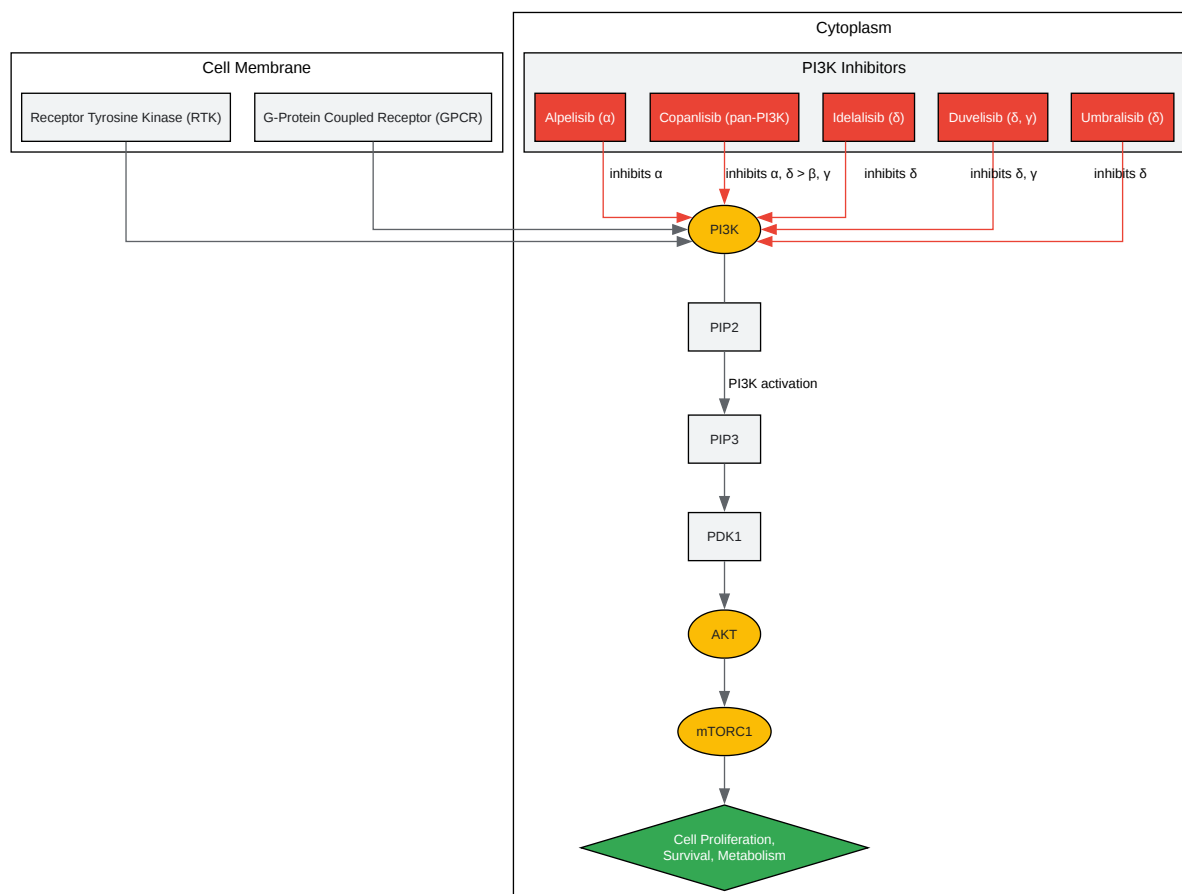 Cytoplasm
Cell Membrane
PI3K Inhibitors
Receptor Tyrosine Kinase (RTK)
G-Protein Coupled Receptor (GPCR)
Alpelisib (α)
Copanlisib (pan-PI3K)
Idelalisib (δ)
Duvelisib (δ, γ)
Umbralisib (δ)
inhibits α
inhibits α, δ > β, γ
inhibits δ
inhibits δ, γ
inhibits δ
PI3K
PIP2
PI3K activation
PIP3
PDK1
AKT
mTORC1
Cell Proliferation,
Survival, Metabolism